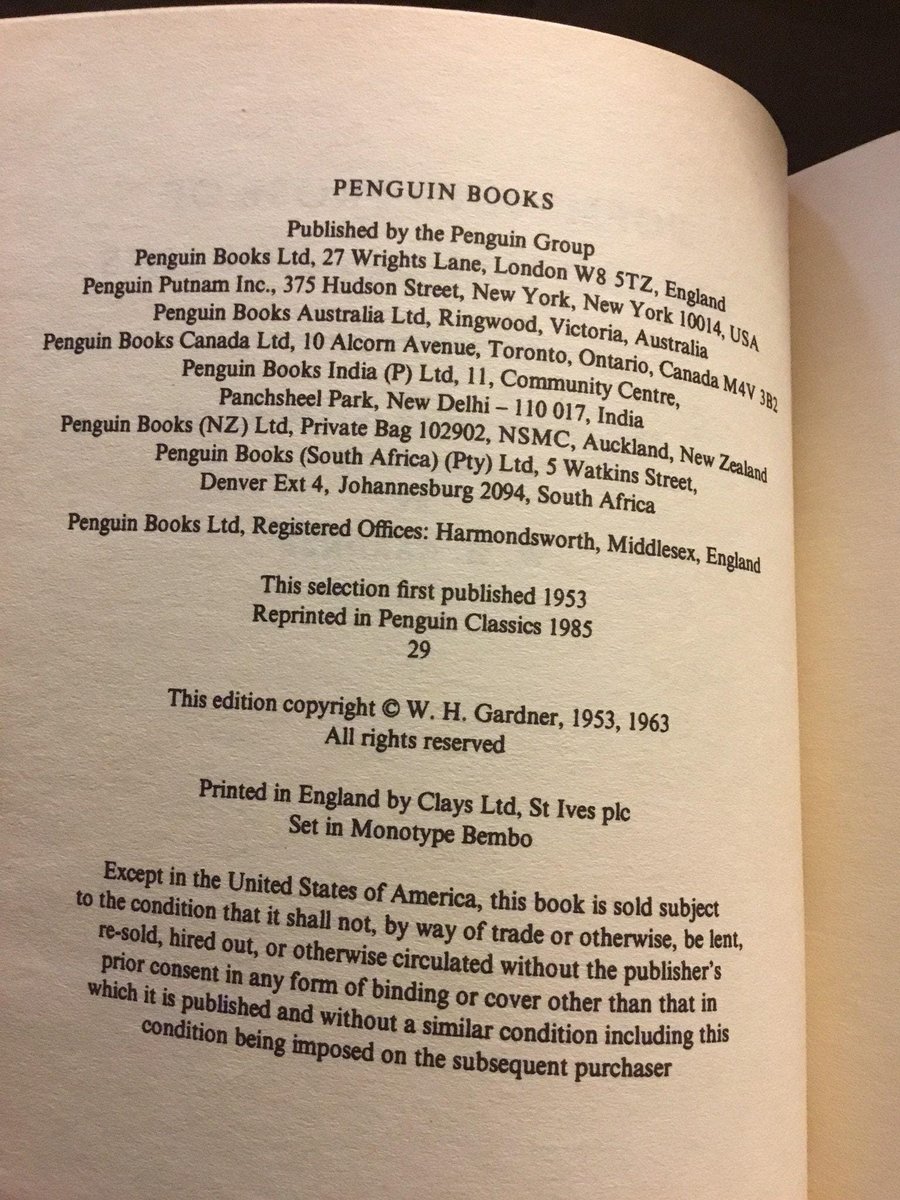 PENGUIN BOOKS
Published by the Penguin Group
Penguin Books Ltd, 27 Wrights Lane, London W8 5TZ, England
Penguin Putnam Inc., 375 Hudson Street, New York, New York 10014, USA
Penguin Books Australia Ltd, Ringwood, Victoria, Australia
Penguin Books Canada Ltd, 10 Alcorn Avenue, Toronto, Ontario, Canada M4V 3B2
Penguin Books India (P) Ltd, 11, Community Centre,
Panchsheel Park, New Delhi – 110 017, India
Penguin Books (NZ) Ltd, Private Bag 102902, NSMC, Auckland, New Zealand
Penguin Books (South Africa) (Pty) Ltd, 5 Watkins Street,
Denver Ext 4, Johannesburg 2094, South Africa
Penguin Books Ltd, Registered Offices: Harmondsworth, Middlesex, England
This selection first published 1953
Reprinted in Penguin Classics 1985
29
This edition copyright © W. H. Gardner, 1953, 1963
All rights reserved
Printed in England by Clays Ltd, St Ives plc
Set in Monotype Bembo
Except in the United States of America, this book is sold subject
to the condition that it shall not, by way of trade or otherwise, be lent,
re-sold, hired out, or otherwise circulated without the publisher's
prior consent in any form of binding or cover other than that in
which it is published and without a similar condition including this
condition being imposed on the subsequent purchaser